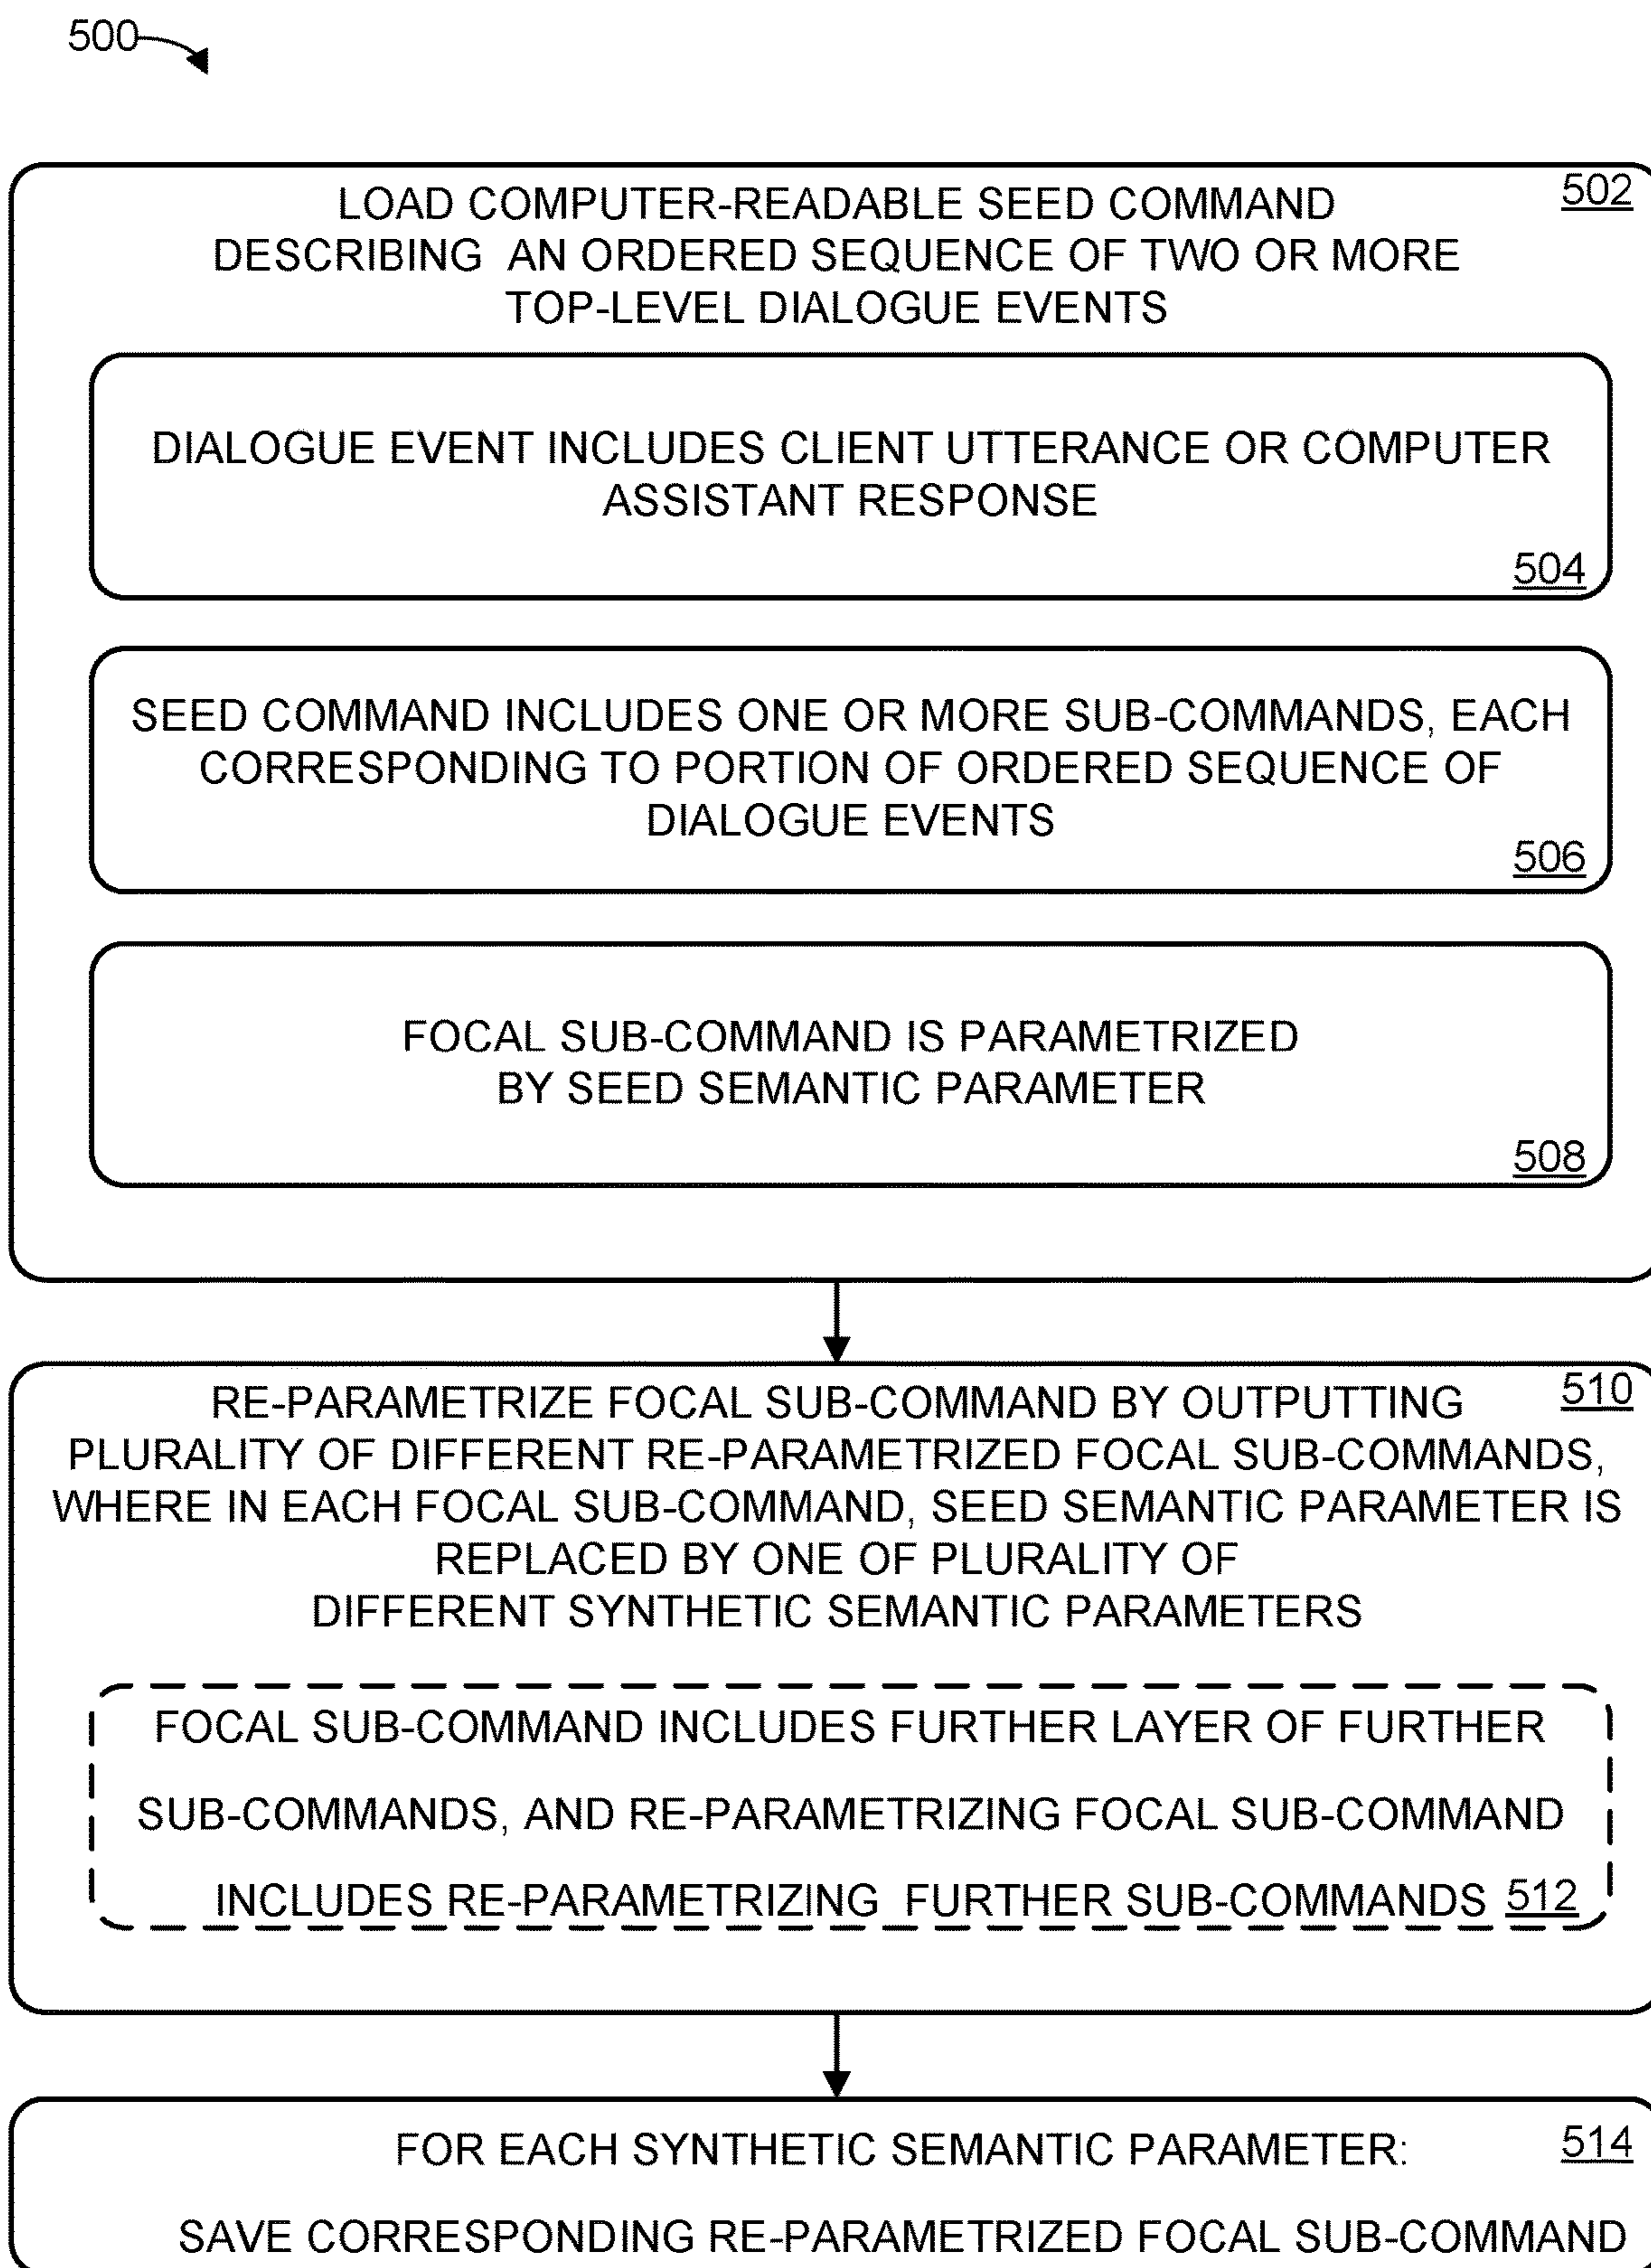 500
LOAD COMPUTER-READABLE SEED COMMAND 502
DESCRIBING AN ORDERED SEQUENCE OF TWO OR MORE
TOP-LEVEL DIALOGUE EVENTS
DIALOGUE EVENT INCLUDES CLIENT UTTERANCE OR COMPUTER
ASSISTANT RESPONSE
504
SEED COMMAND INCLUDES ONE OR MORE SUB-COMMANDS, EACH
CORRESPONDING TO PORTION OF ORDERED SEQUENCE OF
DIALOGUE EVENTS
506
FOCAL SUB-COMMAND IS PARAMETRIZED
BY SEED SEMANTIC PARAMETER
508
RE-PARAMETRIZE FOCAL SUB-COMMAND BY OUTPUTTING 510
PLURALITY OF DIFFERENT RE-PARAMETRIZED FOCAL SUB-COMMANDS,
WHERE IN EACH FOCAL SUB-COMMAND, SEED SEMANTIC PARAMETER IS
REPLACED BY ONE OF PLURALITY OF
DIFFERENT SYNTHETIC SEMANTIC PARAMETERS
FOCAL SUB-COMMAND INCLUDES FURTHER LAYER OF FURTHER
SUB-COMMANDS, AND RE-PARAMETRIZING FOCAL SUB-COMMAND
INCLUDES RE-PARAMETRIZING FURTHER SUB-COMMANDS 512
FOR EACH SYNTHETIC SEMANTIC PARAMETER: 514
SAVE CORRESPONDING RE-PARAMETRIZED FOCAL SUB-COMMAND